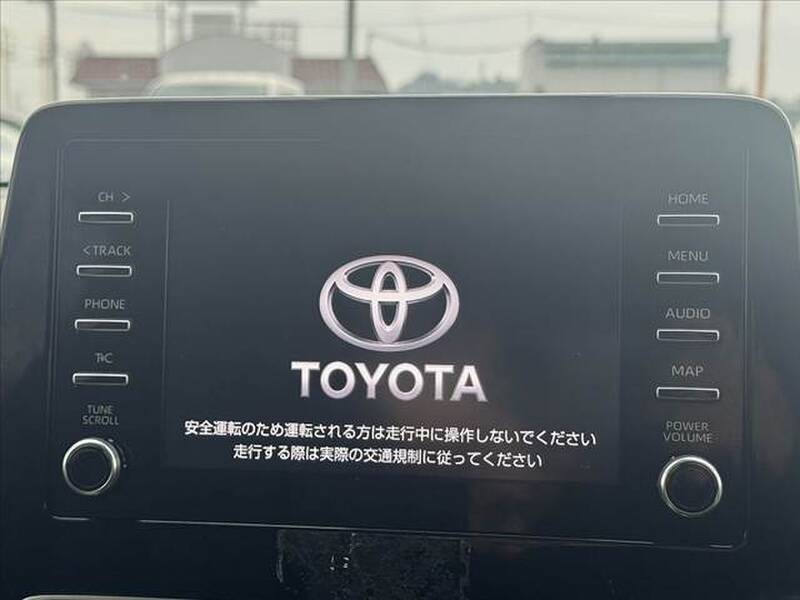 CH >
< TRACK
PHONE
T*C
TUNE
SCROLL
HOME
MENU
AUDIO
MAP
POWER
VOLUME
TOYOTA
安全運転のため運転される方は走行中に操作しないでください
走行する際は実際の交通規制に従ってください